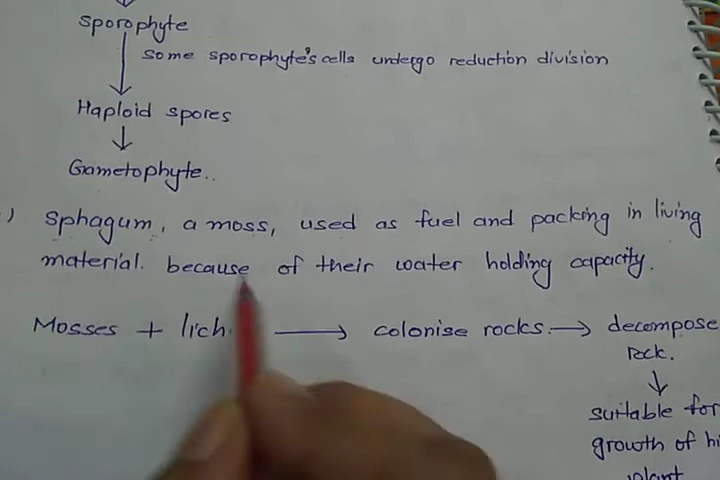 Sporophyte
Some sporophyte's cells undergo reduction division
Haploid spores
Gametophyte..
) Sphagum, a moss, used as fuel and packing in living
material. because of their water holding capacity.
Mosses + lich → colonise rocks. → decompose
rock.
suitable for
growth of hi
plant